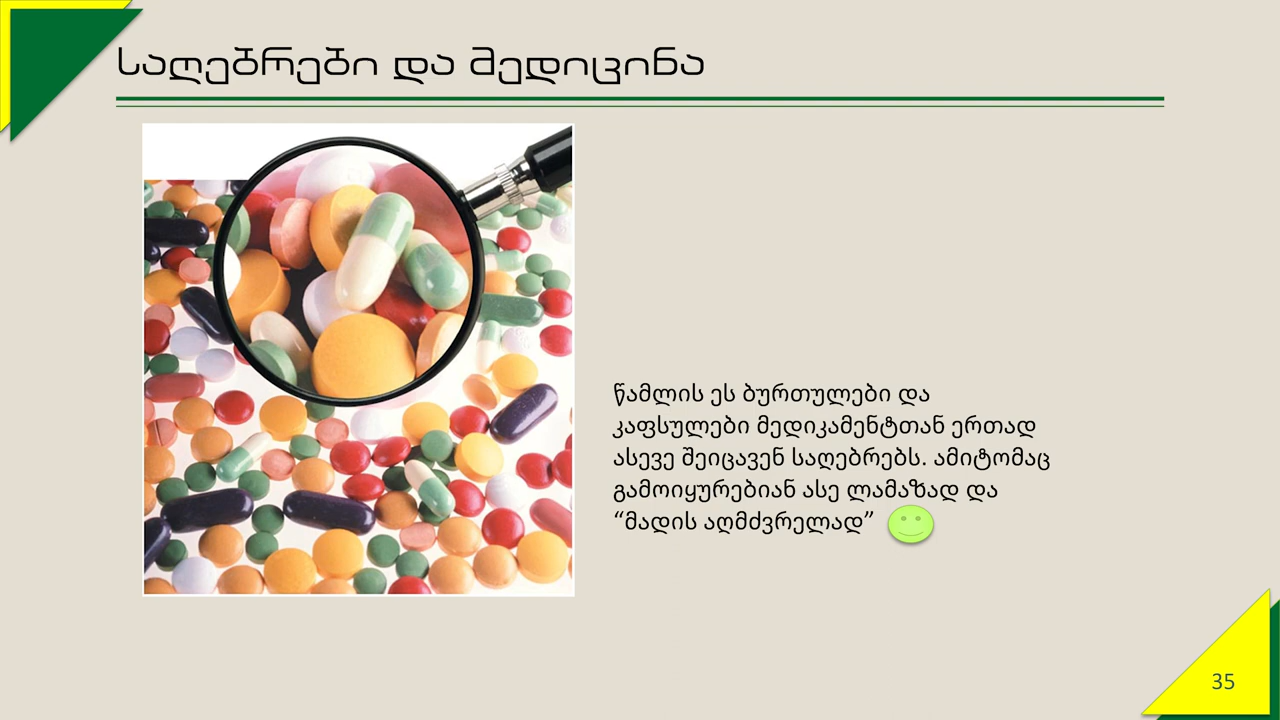 საღებრები და მედიცინა
წამლის ეს ბურთულები და
კაფსულები მედიკამენტთან ერთად
ასევე შეიცავენ საღებრებს. ამიტომაც
გამოიყურებიან ასე ლამაზად და
“მადის აღმძვრელად”
35